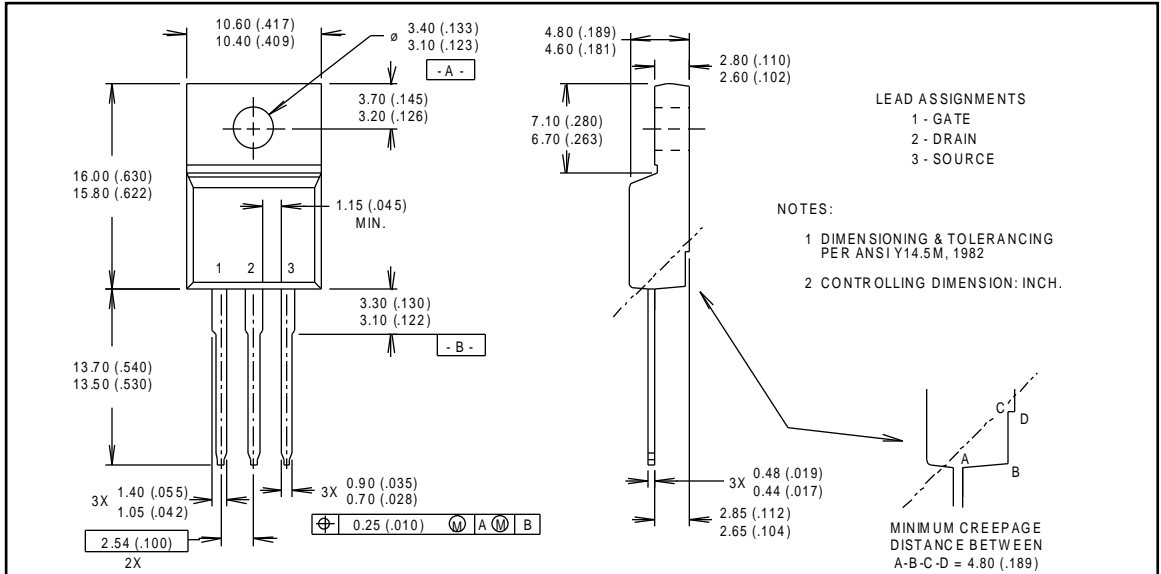 10.60 (.417)
10.40 (.409)
ø 3.40 (.133)
3.10 (.123)
- A -
3.70 (.145)
3.20 (.126)
16.00 (.630)
15.80 (.622)
1.15 (.045)
MIN.
1 2 3
3.30 (.130)
3.10 (.122)
- B -
13.70 (.540)
13.50 (.530)
3X 1.40 (.055)
1.05 (.042)
3X 0.90 (.035)
0.70 (.028)
⌖ 0.25 (.010) Ⓜ A Ⓜ B
2.54 (.100)
2X
4.80 (.189)
4.60 (.181)
2.80 (.110)
2.60 (.102)
7.10 (.280)
6.70 (.263)
3X 0.48 (.019)
0.44 (.017)
2.85 (.112)
2.65 (.104)
LEAD ASSIGNMENTS
1 - GATE
2 - DRAIN
3 - SOURCE
NOTES:
1 DIMENSIONING & TOLERANCING
PER ANSI Y14.5M, 1982
2 CONTROLLING DIMENSION: INCH.
C
D
A
B
MINIMUM CREEPAGE
DISTANCE BETWEEN
A-B-C-D = 4.80 (.189)